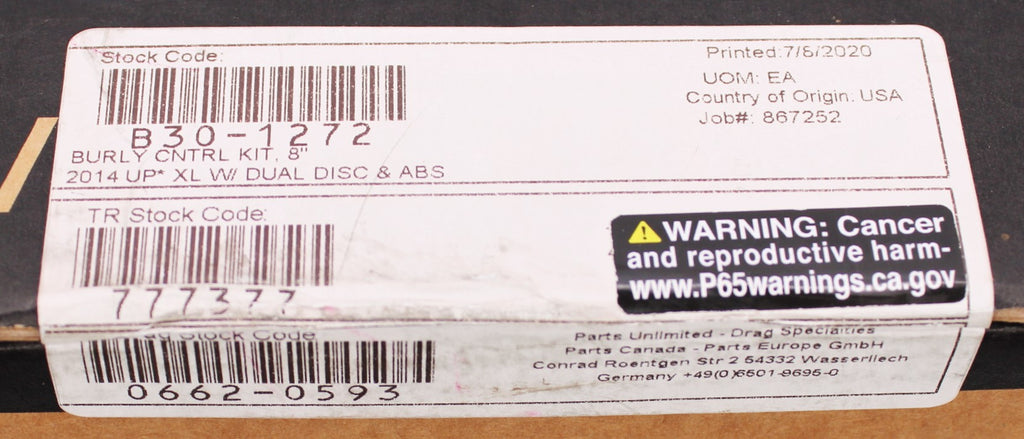 Stock Code:
B30-1272
BURLY CNTRL KIT, 8"
2014 UP* XL W/ DUAL DISC & ABS
Printed:7/8/2020
UOM: EA
Country of Origin: USA
Job#: 867252
TR Stock Code:
777377
WARNING: Cancer
and reproductive harm-
www.P65warnings.ca.gov
Stock Code
0662-0593
Parts Unlimited - Drag Specialties
Parts Canada - Parts Europe GmbH
Conrad Roentgen Str 2 54332 Wasserliech
Germany +49(0)6501-9695-0